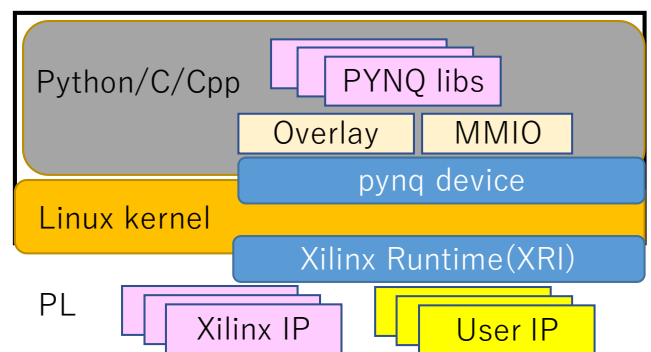 Python/C/Cpp
PYNQ libs
Overlay
MMIO
pynq device
Linux kernel
Xilinx Runtime(XRI)
PL
Xilinx IP
User IP